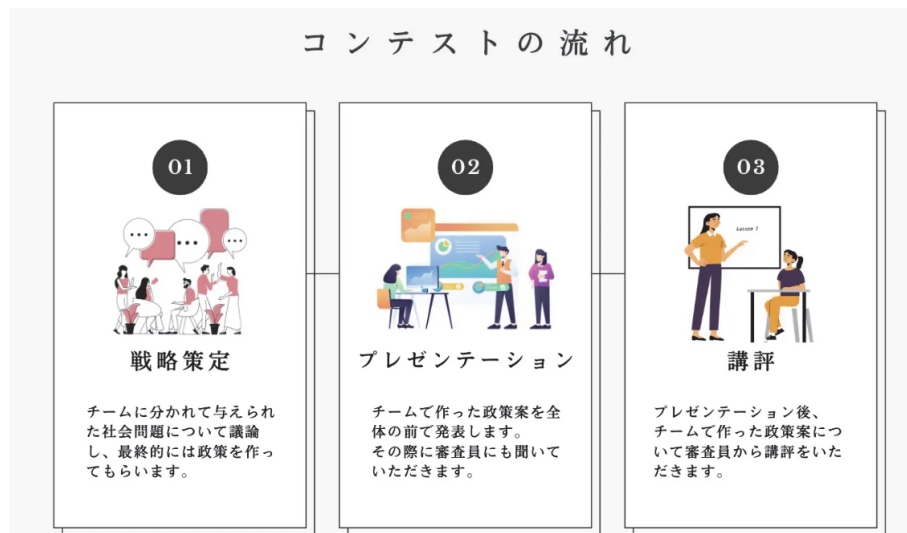 コンテストの流れ
01
戦略策定
チームに分かれて与えられ
た社会問題について議論
し、最終的には政策を作っ
てもらいます。
02
プレゼンテーション
チームで作った政策案を全
体の前で発表します。
その際に審査員にも聞いて
いただきます。
03
Lesson 1
講評
プレゼンテーション後、
チームで作った政策案につ
いて審査員から講評をいた
だきます。